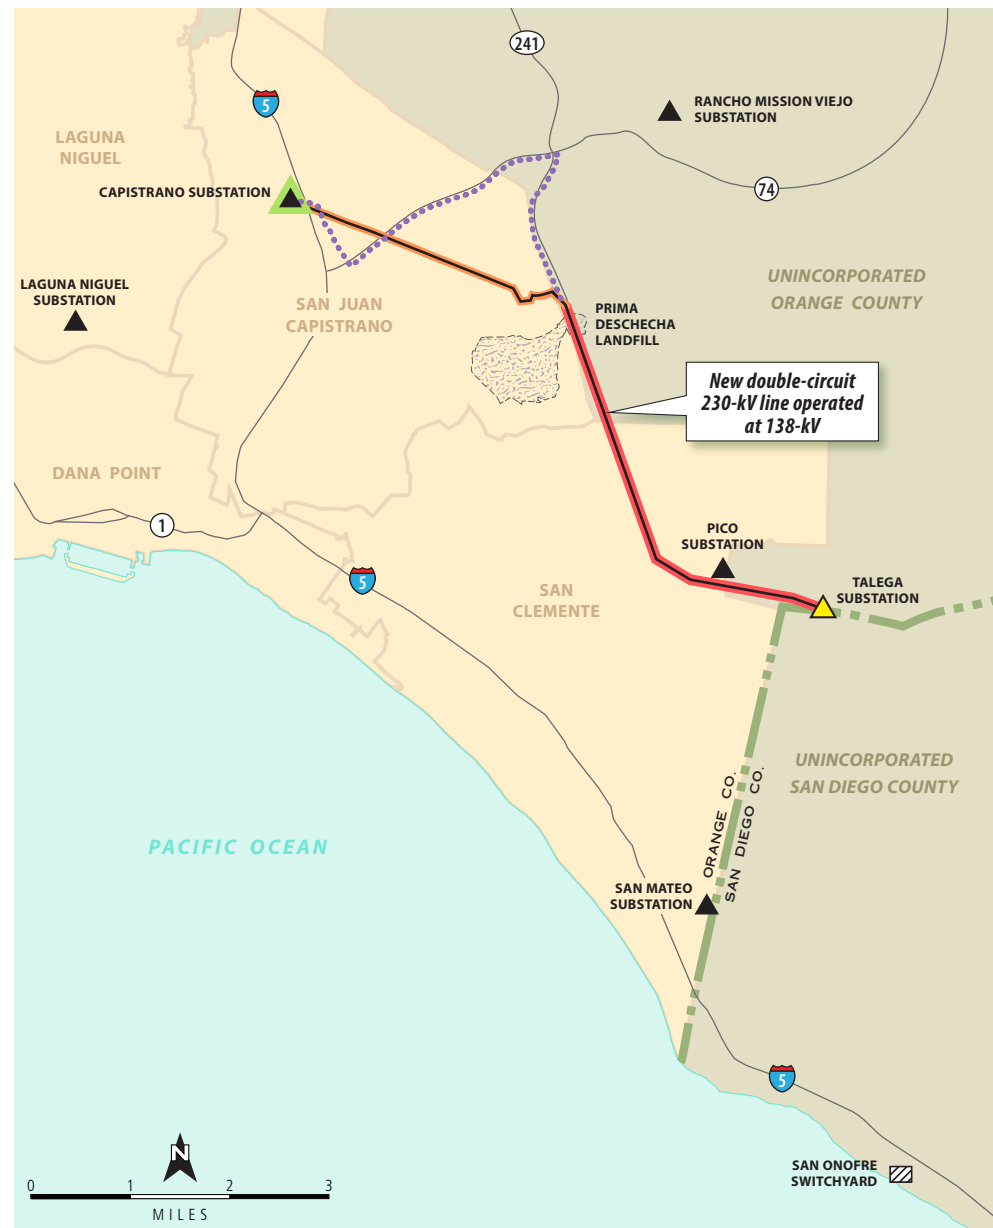 241
RANCHO MISSION VIEJO
SUBSTATION
5
LAGUNA
NIGUEL
CAPISTRANO SUBSTATION
74
UNINCORPORATED
ORANGE COUNTY
LAGUNA NIGUEL
SUBSTATION
SAN JUAN
CAPISTRANO
PRIMA
DESCHECHA
LANDFILL
New double-circuit
230-kV line operated
at 138-kV
DANA POINT
1
PICO
SUBSTATION
5
SAN
CLEMENTE
TALEGA
SUBSTATION
UNINCORPORATED
SAN DIEGO COUNTY
ORANGE CO.
SAN DIEGO CO.
PACIFIC OCEAN
SAN MATEO
SUBSTATION
5
N
SAN ONOFRE
SWITCHYARD
0 1 2 3
MILES